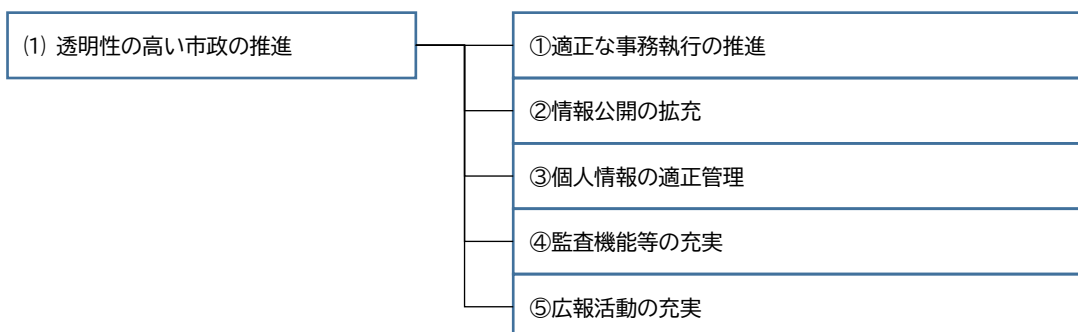 ⑴ 透明性の高い市政の推進
①適正な事務執行の推進
②情報公開の拡充
③個人情報の適正管理
④監査機能等の充実
⑤広報活動の充実